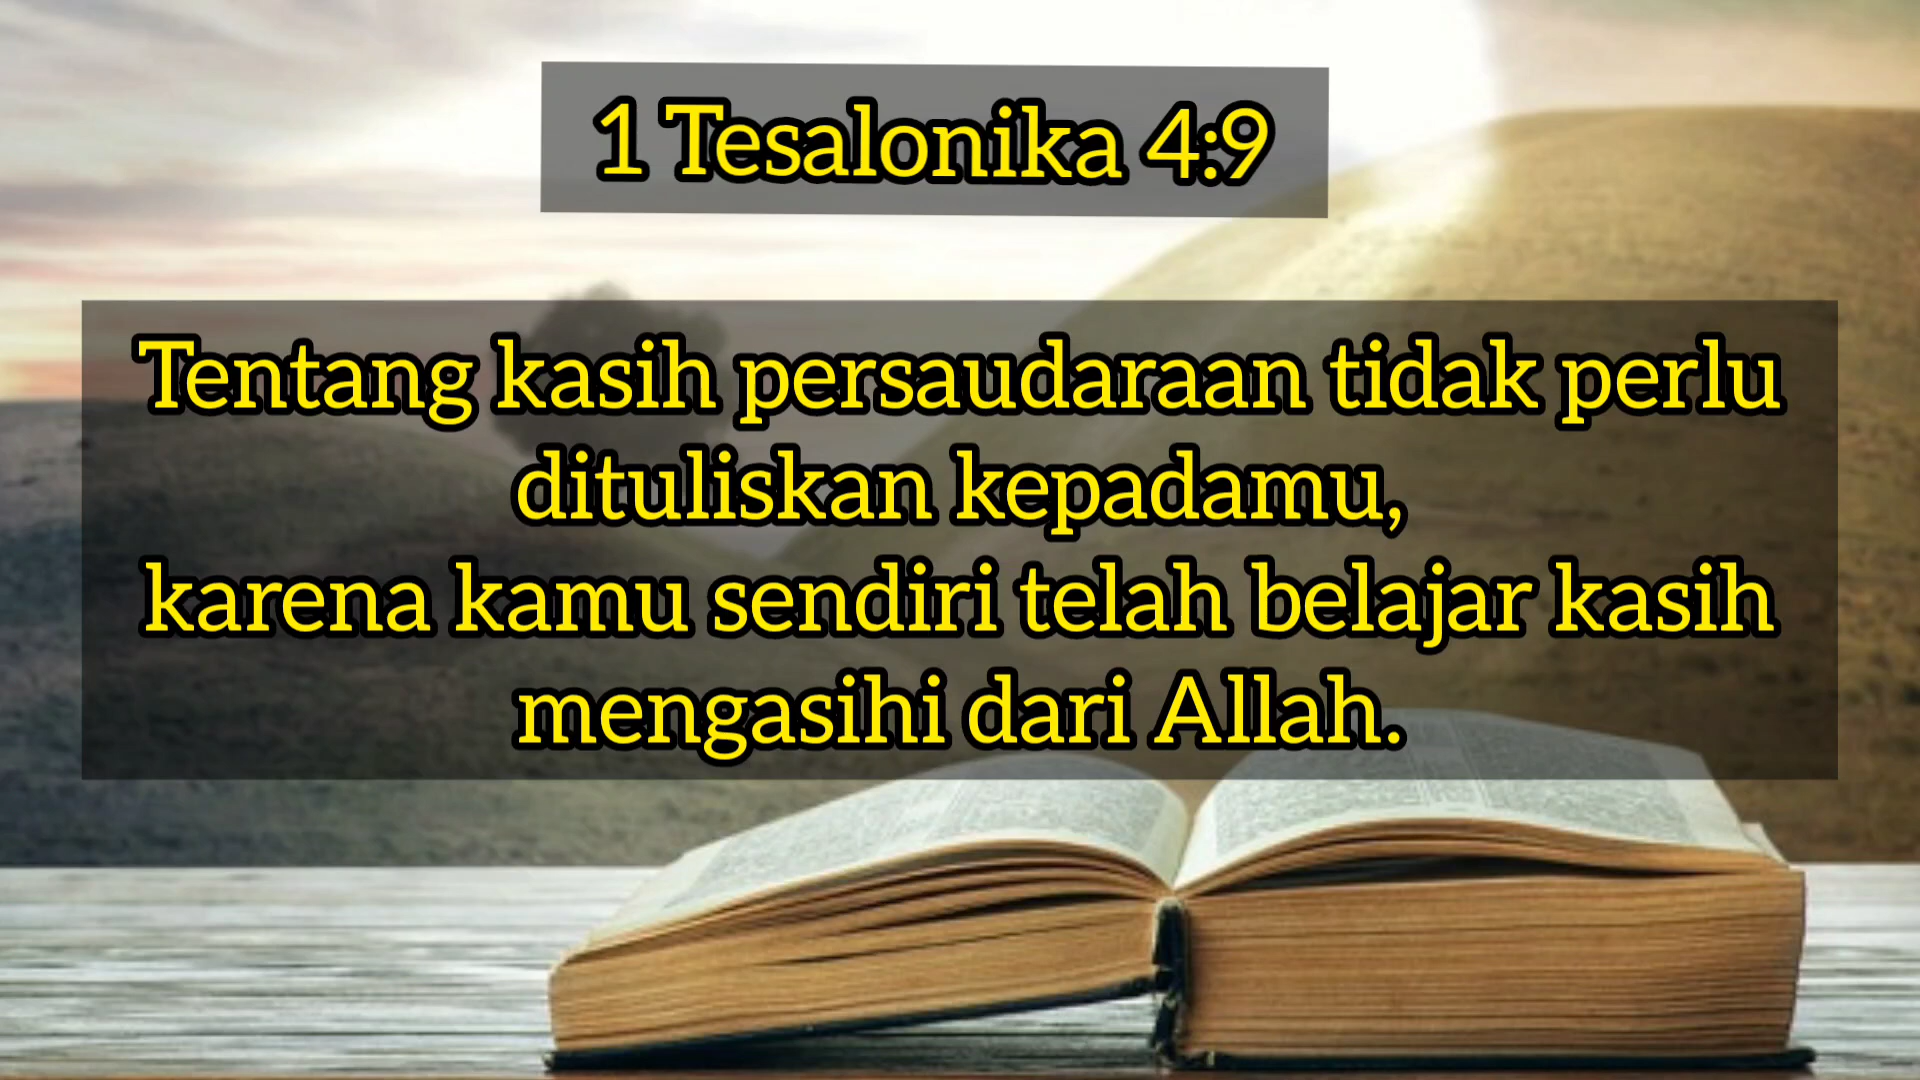 1 Tesalonika 4:9
Tentang kasih persaudaraan tidak perlu
dituliskan kepadamu,
karena kamu sendiri telah belajar kasih
mengasihi dari Allah.